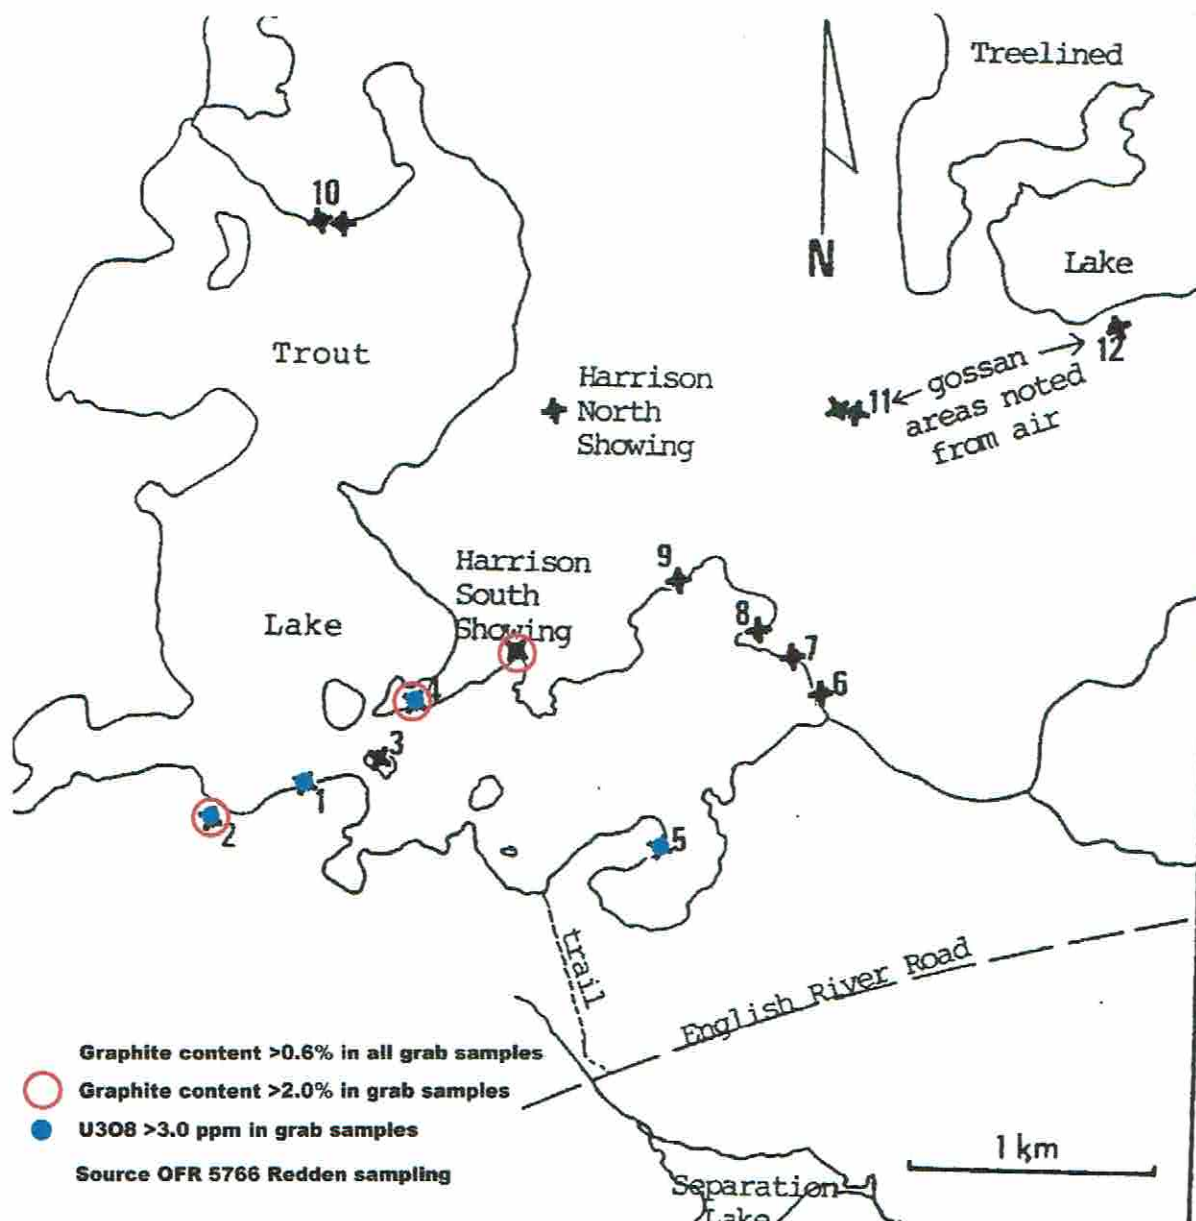 Treelined
10
N
Lake
Trout
12
Harrison
North
Showing
11← gossan →
areas noted
from air
Harrison
South
Showing
9
8
7
6
Lake
4
3
1
2
5
trail
English River Road
Graphite content >0.6% in all grab samples
Graphite content >2.0% in grab samples
U3O8 >3.0 ppm in grab samples
Source OFR 5766 Redden sampling
1 km
Separation
Lake